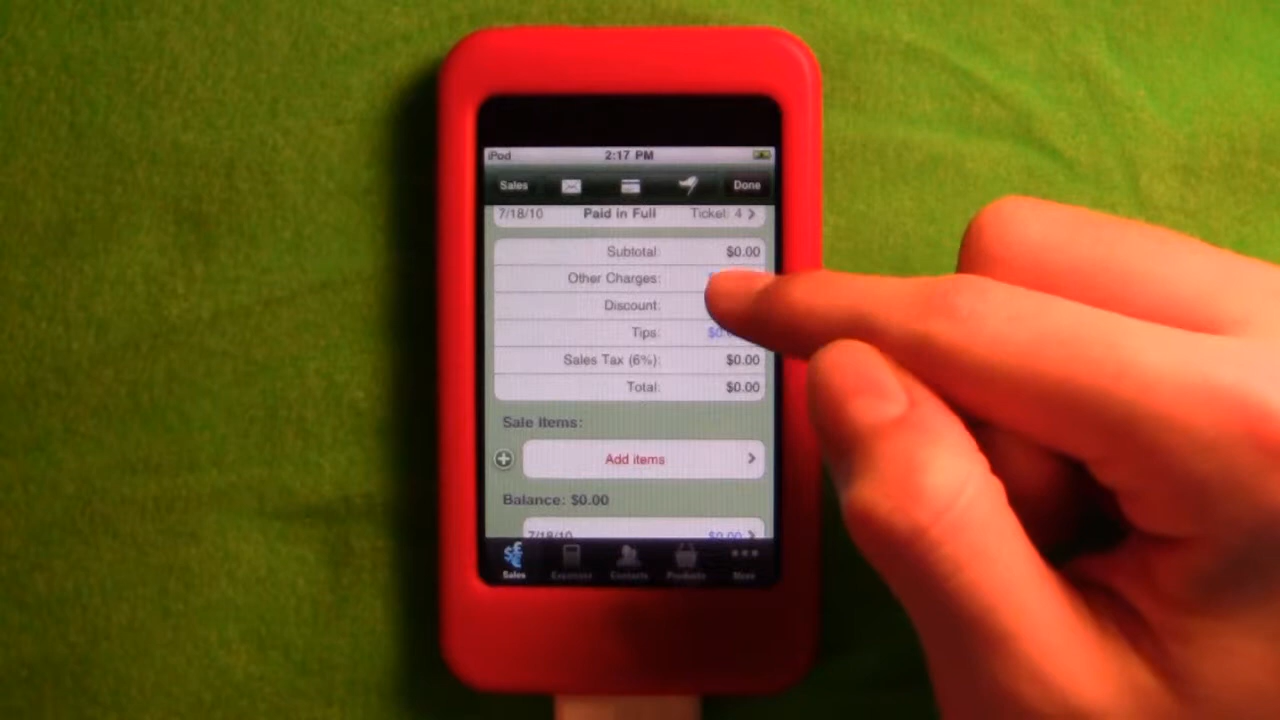 iPod 2:17 PM
Sales Done
7/18/10 Paid in Full Ticket: 4
Subtotal: $0.00
Other Charges:
Discount:
Tips: $0
Sales Tax (6%): $0.00
Total: $0.00
Sale items:
Add items
Balance: $0.00
7/18/10 $0.00
Sales Expenses Contacts Products More